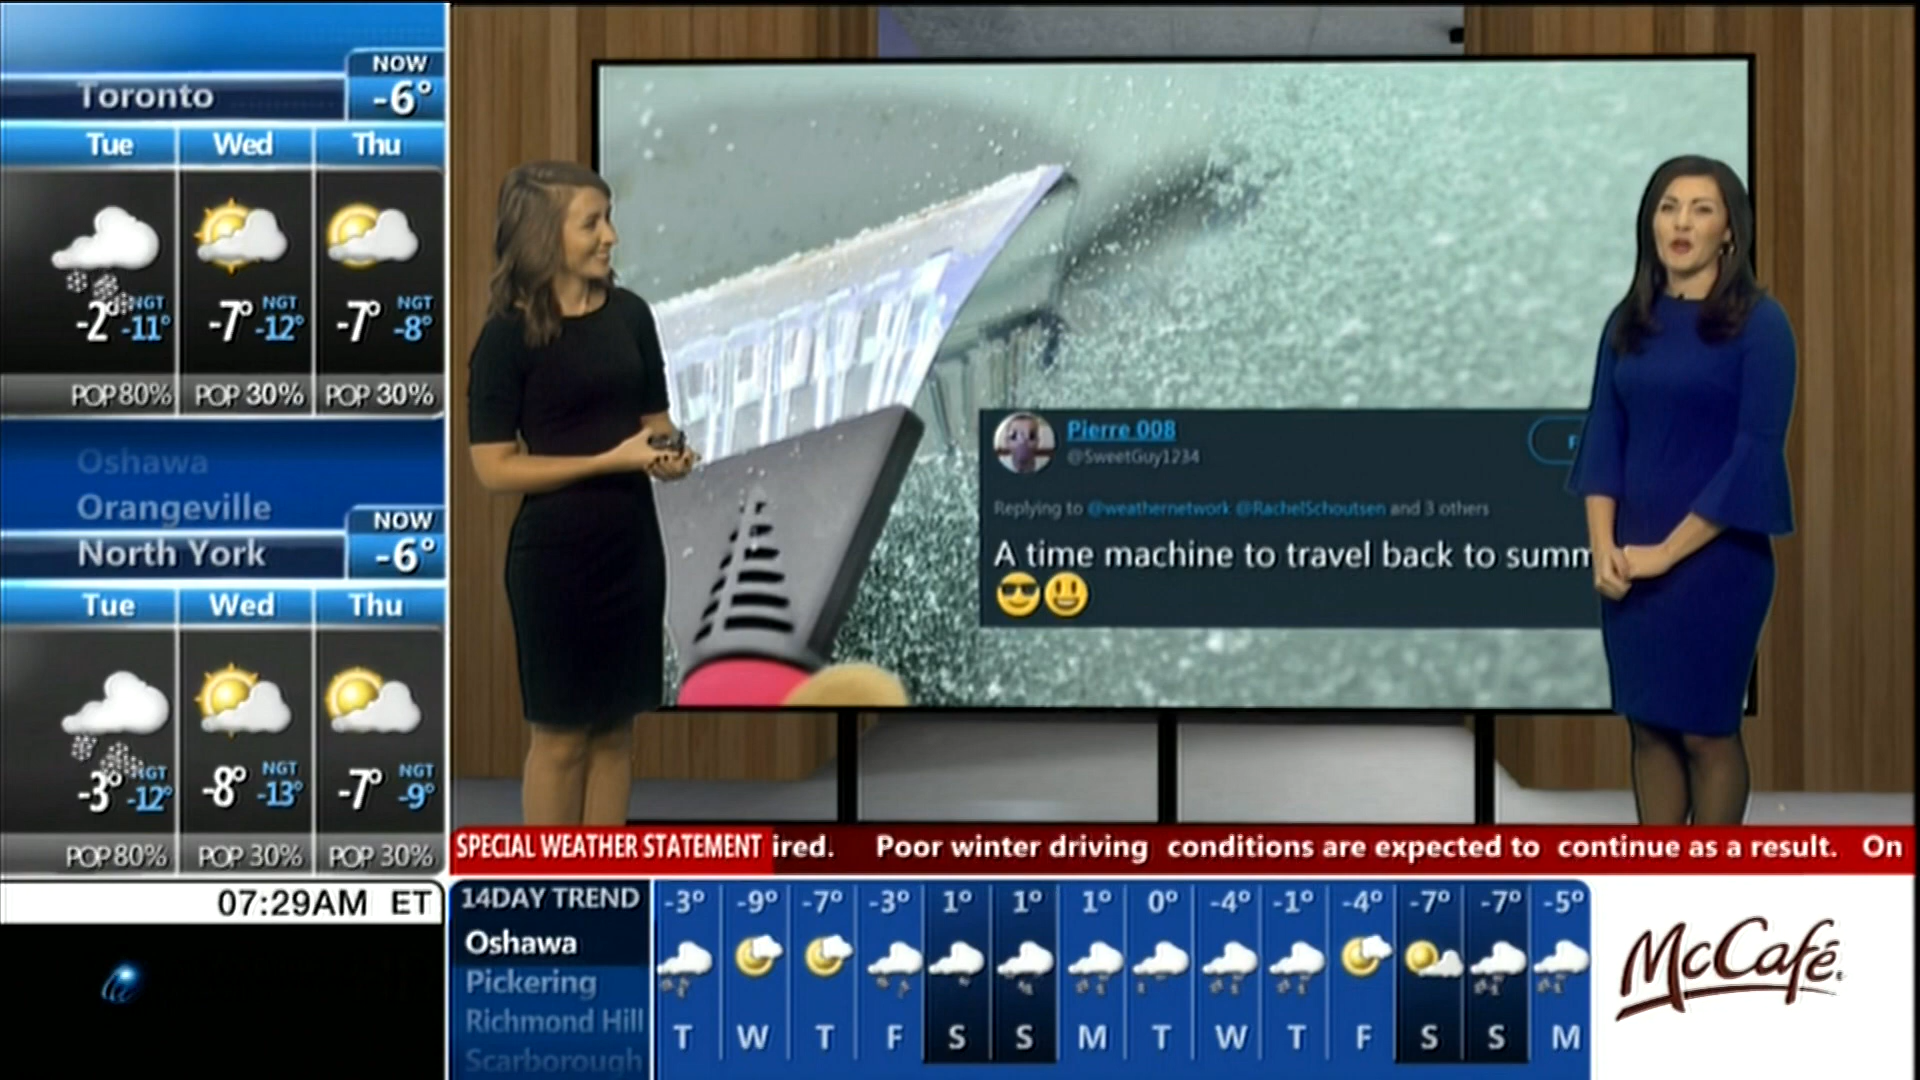 Toronto
NOW
-6°
Tue Wed Thu
-2° NGT -11° -7° NGT -12° -7° NGT -8°
POP 80% POP 30% POP 30%
Oshawa
Orangeville
North York
NOW
-6°
Tue Wed Thu
-3° NGT -12° -8° NGT -13° -7° NGT -9°
POP 80% POP 30% POP 30%
07:29AM ET
Pierre 008
@SweetGuy1234
Replying to @weathernetwork @RachelSchoutsen and 3 others
A time machine to travel back to summ
😎😃
SPECIAL WEATHER STATEMENT ired. Poor winter driving conditions are expected to continue as a result. On
14DAY TREND
Oshawa
Pickering
Richmond Hill
Scarborough
-3° -9° -7° -3° 1° 1° 1° 0° -4° -1° -4° -7° -7° -5°
T W T F S S M T W T F S S M
McCafé